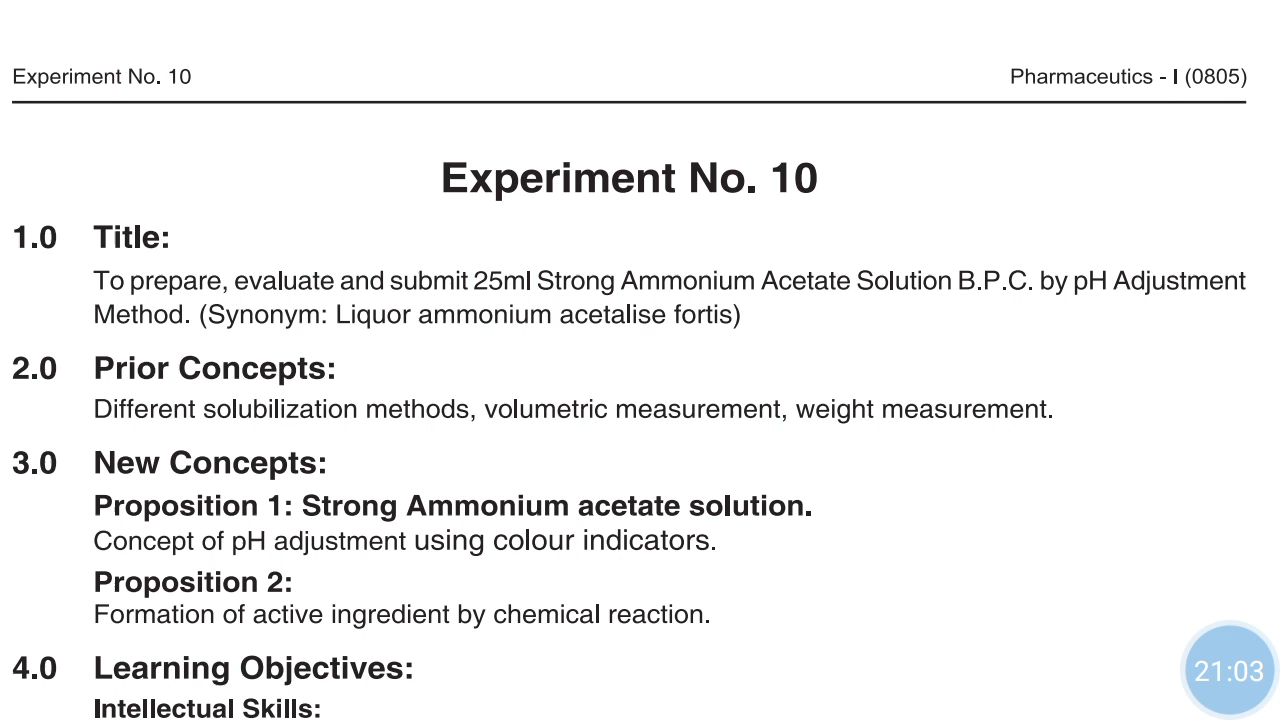 Experiment No. 10 Pharmaceutics - I (0805)
Experiment No. 10
1.0 Title:
To prepare, evaluate and submit 25ml Strong Ammonium Acetate Solution B.P.C. by pH Adjustment
Method. (Synonym: Liquor ammonium acetalise fortis)
2.0 Prior Concepts:
Different solubilization methods, volumetric measurement, weight measurement.
3.0 New Concepts:
Proposition 1: Strong Ammonium acetate solution.
Concept of pH adjustment using colour indicators.
Proposition 2:
Formation of active ingredient by chemical reaction.
4.0 Learning Objectives:
Intellectual Skills:
21:03